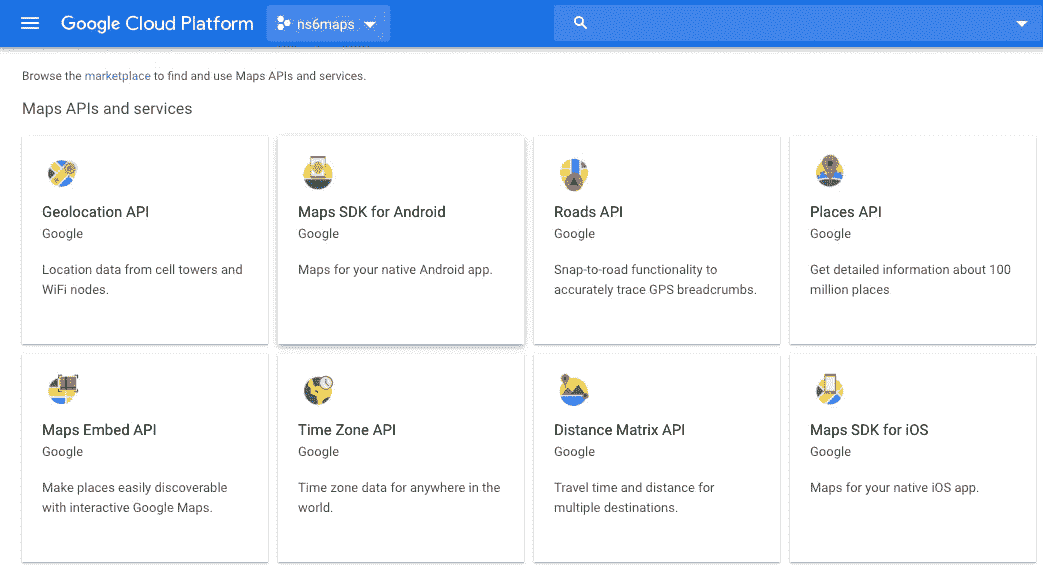 Google Cloud Platform
ns6maps
Browse the marketplace to find and use Maps APIs and services.
Maps APIs and services
Geolocation API
Google
Location data from cell towers and
WiFi nodes.
Maps SDK for Android
Google
Maps for your native Android app.
Roads API
Google
Snap-to-road functionality to
accurately trace GPS breadcrumbs.
Places API
Google
Get detailed information about 100
million places
Maps Embed API
Google
Make places easily discoverable
with interactive Google Maps.
Time Zone API
Google
Time zone data for anywhere in the
world.
Distance Matrix API
Google
Travel time and distance for
multiple destinations.
Maps SDK for iOS
Google
Maps for your native iOS app.